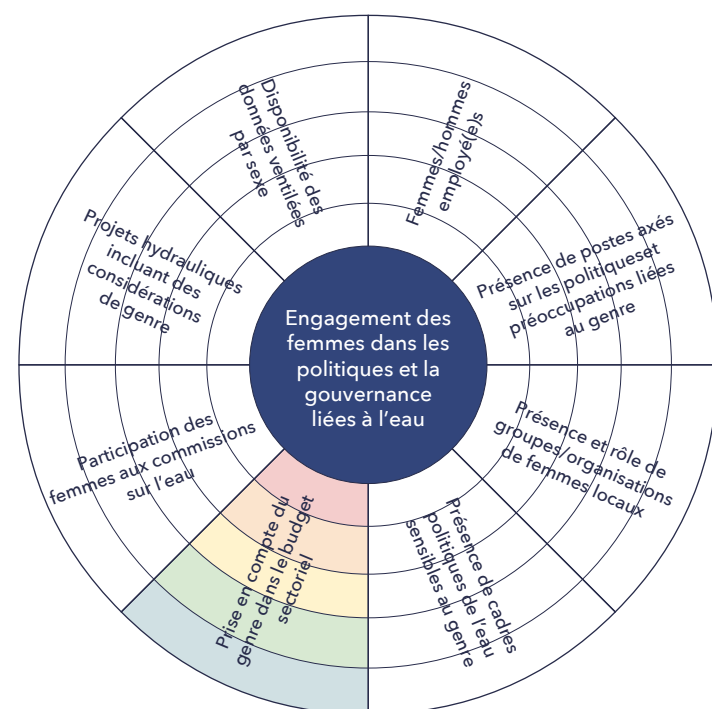 Disponibilité des
données ventilées
par sexe
Femmes/hommes
employé(e)s
Présence de postes axés
sur les politiqueset
préoccupations liées
au genre
Présence et rôle de
groupes/organisations
de femmes locaux
Présence de cadres
politiques de l'eau
sensibles au genre
Prise en compte du
genre dans le budget
sectoriel
Participation des
femmes aux commissions
sur l'eau
Projets hydrauliques
incluant des
considérations
de genre
Engagement des
femmes dans les
politiques et la
gouvernance
liées à l'eau